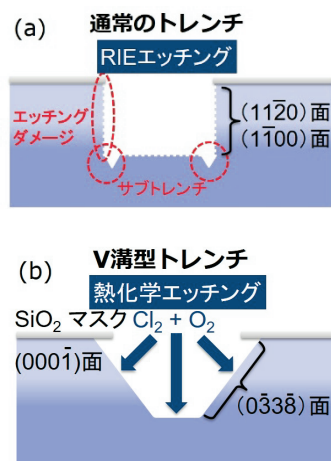 (a)
通常のトレンチ
RIEエッチング
エッチング
ダメージ
(112̄0)面
(11̄00)面
サブトレンチ
(b)
V溝型トレンチ
熱化学エッチング
SiO₂ マスク Cl₂ + O₂
(0001̄)面
(03̄38̄)面